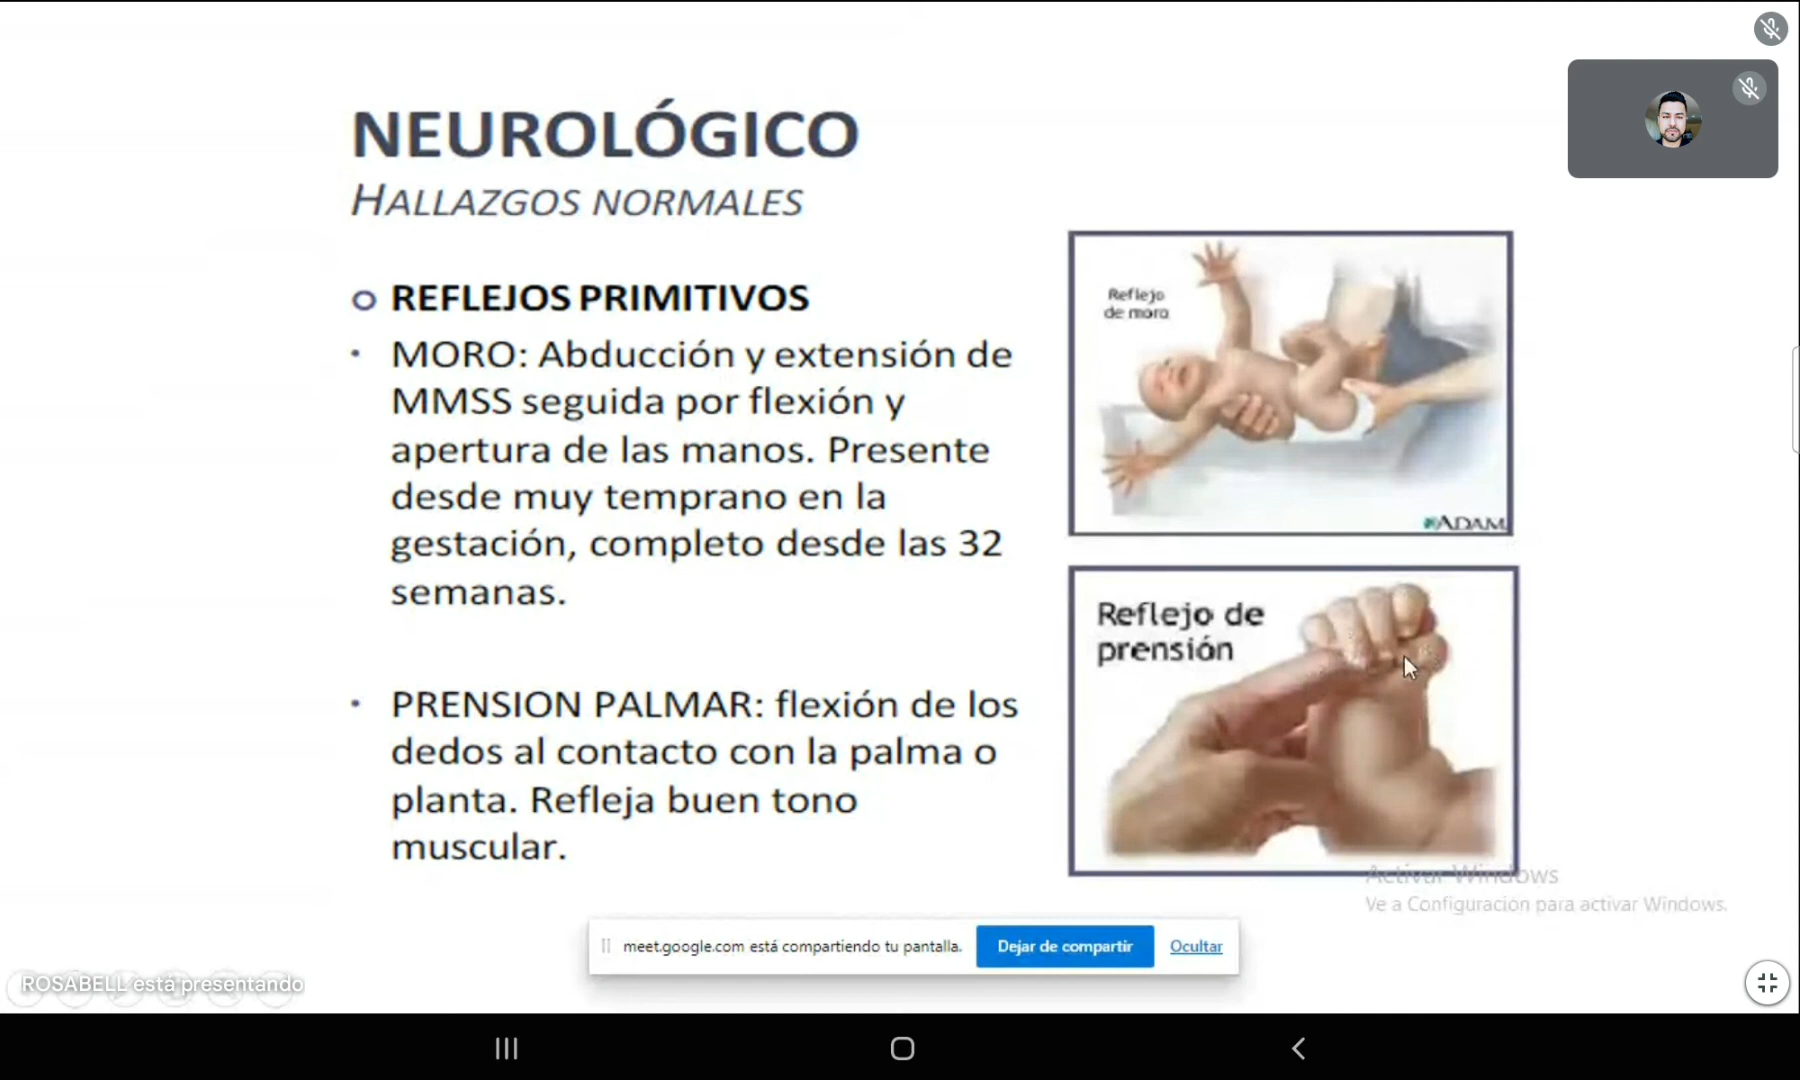 NEUROLÓGICO
HALLAZGOS NORMALES
o REFLEJOS PRIMITIVOS
• MORO: Abducción y extensión de
MMSS seguida por flexión y
apertura de las manos. Presente
desde muy temprano en la
gestación, completo desde las 32
semanas.
• PRENSION PALMAR: flexión de los
dedos al contacto con la palma o
planta. Refleja buen tono
muscular.
Reflejo
de moro
ADAM
Reflejo de
prensión
Activar Windows
Ve a Configuración para activar Windows.
meet.google.com está compartiendo tu pantalla.
Dejar de compartir
Ocultar
ROSABELL está presentando